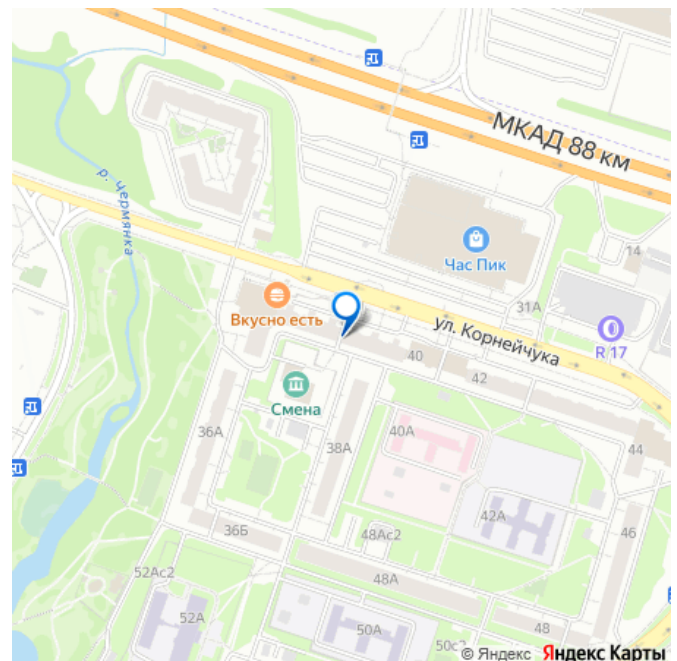 МКАД 88 км
р. Чермянка
Час Пик
14
31А
Вкусно есть
ул. Корнейчука
R 17
40
42
Смена
36А
38А
40А
44
42А
46
36Б
48Ас2
52Ас2
48А
52А
50А
48
50с2
© Яндекс Яндекс Карты